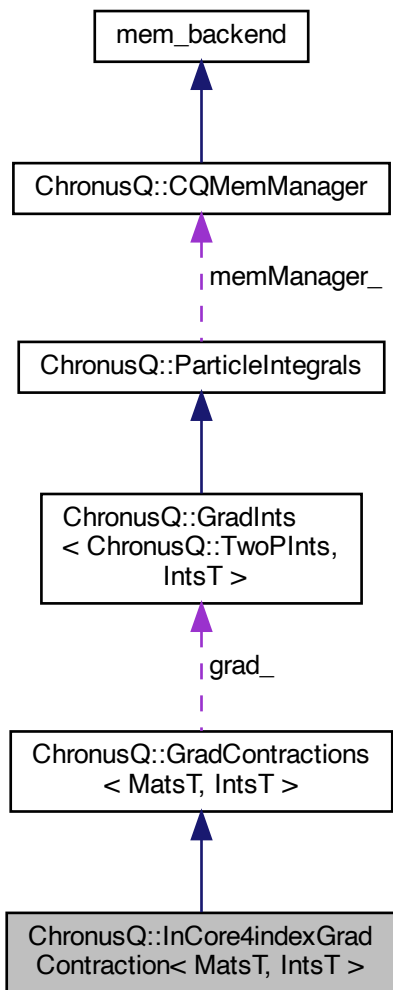 mem_backend
ChronusQ::CQMemManager
memManager_
ChronusQ::ParticleIntegrals
ChronusQ::GradInts
< ChronusQ::TwoPInts,
IntsT >
grad_
ChronusQ::GradContractions
< MatsT, IntsT >
ChronusQ::InCore4indexGrad
Contraction< MatsT, IntsT >